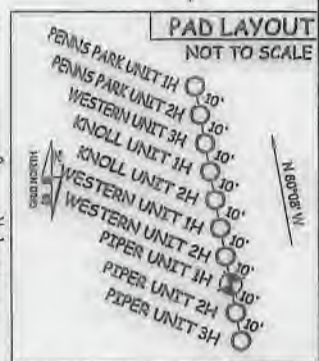 PAD LAYOUT
NOT TO SCALE
PENNS PARK UNIT 1H
10'
PENNS PARK UNIT 2H
10'
WESTERN UNIT 3H
10'
KNOLL UNIT 1H
10'
KNOLL UNIT 2H
10'
WESTERN UNIT 1H
10'
WESTERN UNIT 2H
10'
PIPER UNIT 1H
10'
PIPER UNIT 2H
10'
PIPER UNIT 3H
GRID NORTH